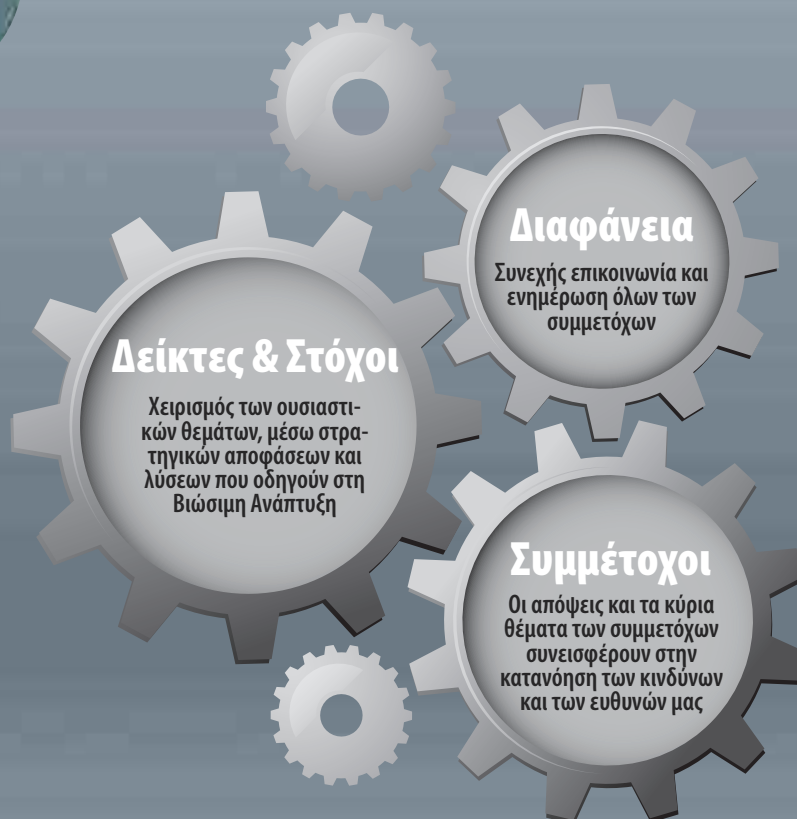 Διαφάνεια
Συνεχής επικοινωνία και
ενημέρωση όλων των
συμμετόχων
Δείκτες & Στόχοι
Χειρισμός των ουσιαστι-
κών θεμάτων, μέσω στρα-
τηγικών αποφάσεων και
λύσεων που οδηγούν στη
Βιώσιμη Ανάπτυξη
Συμμέτοχοι
Οι απόψεις και τα κύρια
θέματα των συμμετόχων
συνεισφέρουν στην
κατανόηση των κινδύνων
και των ευθυνών μας